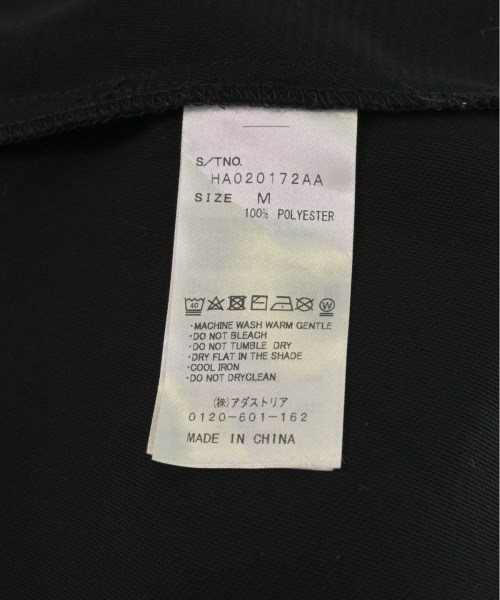 S/TNO.
HA020172AA
SIZE M
100% POLYESTER
40 W
・MACHINE WASH WARM GENTLE
・DO NOT BLEACH
・DO NOT TUMBLE DRY
・DRY FLAT IN THE SHADE
・COOL IRON
・DO NOT DRYCLEAN
(株)アダストリア
0120-601-162
MADE IN CHINA